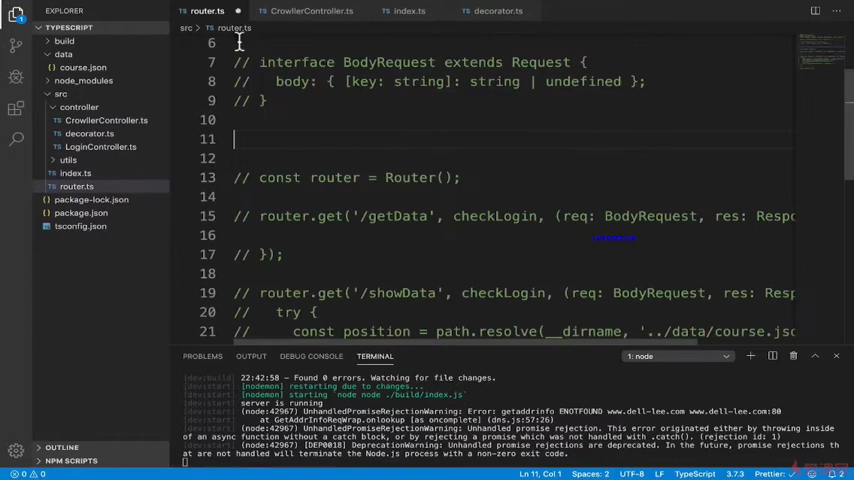 router.ts
CrowllerController.ts
index.ts
decorator.ts
EXPLORER
src > router.ts
TYPESCRIPT
build
data
course.json
node_modules
src
controller
CrowllerController.ts
decorator.ts
LoginController.ts
utils
index.ts
router.ts
package-lock.json
package.json
tsconfig.json
OUTLINE
NPM SCRIPTS
6
7 // interface BodyRequest extends Request {
8 //   body: { [key: string]: string | undefined };
9 // }
10
11
12
13 // const router = Router();
14
15 // router.get('/getData', checkLogin, (req: BodyRequest, res: Respo
16
17 // });
18
19 // router.get('/showData', checkLogin, (req: BodyRequest, res: Respo
20 //   try {
21 //     const position = path.resolve(__dirname, '../data/course.jso
PROBLEMS OUTPUT DEBUG CONSOLE TERMINAL 1: node
[dev:build] 22:42:58 - Found 0 errors. Watching for file changes.
[dev:start] [nodemon] restarting due to changes...
[dev:start] [nodemon] starting `node node ./build/index.js`
[dev:start] server is running
[dev:start] (node:42967) UnhandledPromiseRejectionWarning: Error: getaddrinfo ENOTFOUND www.dell-lee.com www.dell-lee.com:80
[dev:start]     at GetAddrInfoReqWrap.onlookup [as oncomplete] (dns.js:57:26)
[dev:start] (node:42967) UnhandledPromiseRejectionWarning: Unhandled promise rejection. This error originated either by throwing inside
of an async function without a catch block, or by rejecting a promise which was not handled with .catch(). (rejection id: 1)
[dev:start] (node:42967) [DEP0018] DeprecationWarning: Unhandled promise rejections are deprecated. In the future, promise rejections th
at are not handled will terminate the Node.js process with a non-zero exit code.
0 0 Ln 11, Col 1 Spaces: 2 UTF-8 LF TypeScript 3.7.3 Prettier: ✓ 2